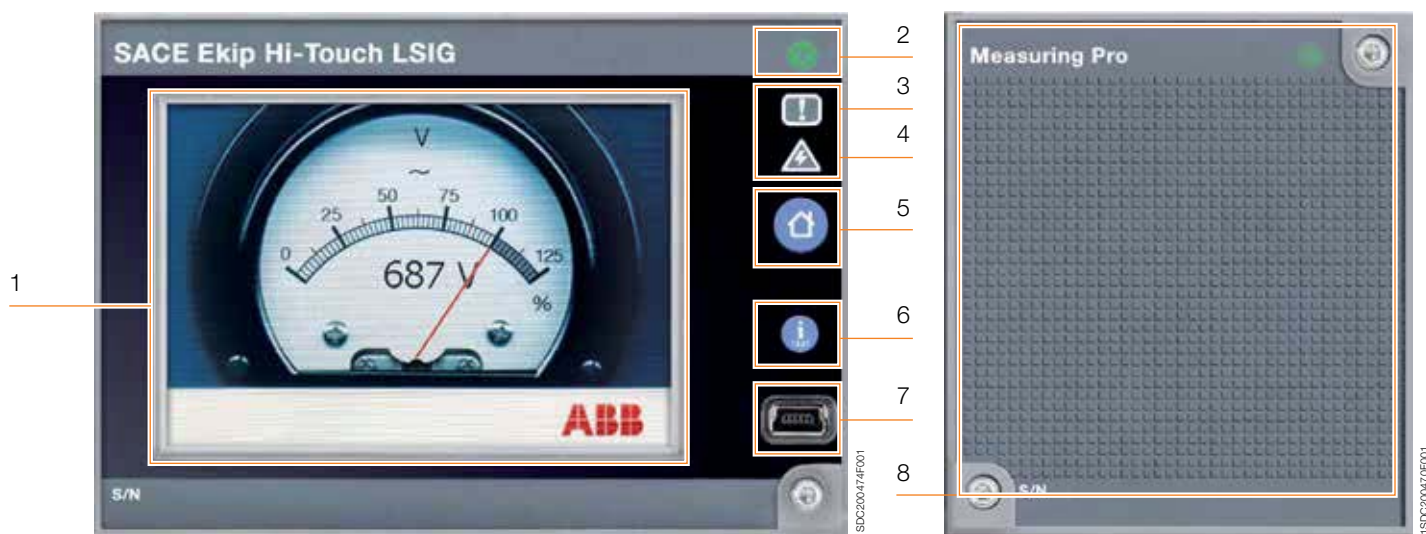 SACE Ekip Hi-Touch LSIG
V
~
0 25 50 75 100 125
687 V
%
ABB
S/N
1
2
3
4
5
6
7
8
SDC200474F001
Measuring Pro
S/N
1SDC200470F001